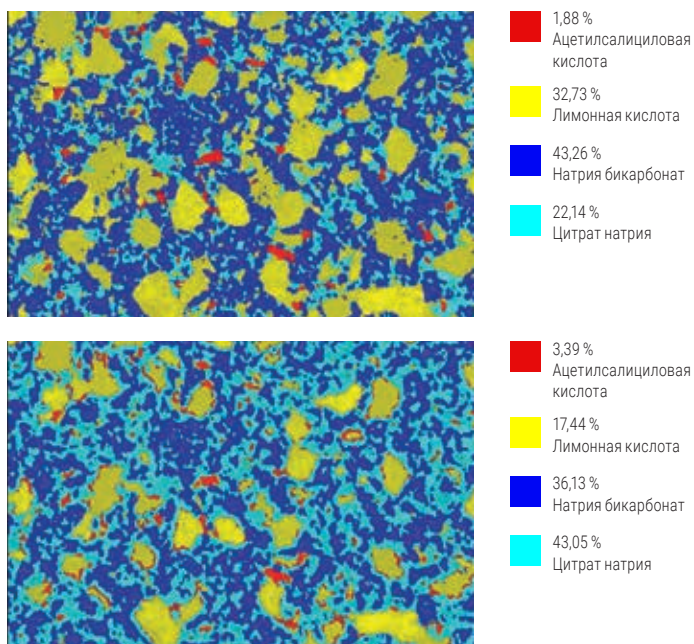 1,88 %
Ацетилсалициловая
кислота
32,73 %
Лимонная кислота
43,26 %
Натрия бикарбонат
22,14 %
Цитрат натрия
3,39 %
Ацетилсалициловая
кислота
17,44 %
Лимонная кислота
36,13 %
Натрия бикарбонат
43,05 %
Цитрат натрия